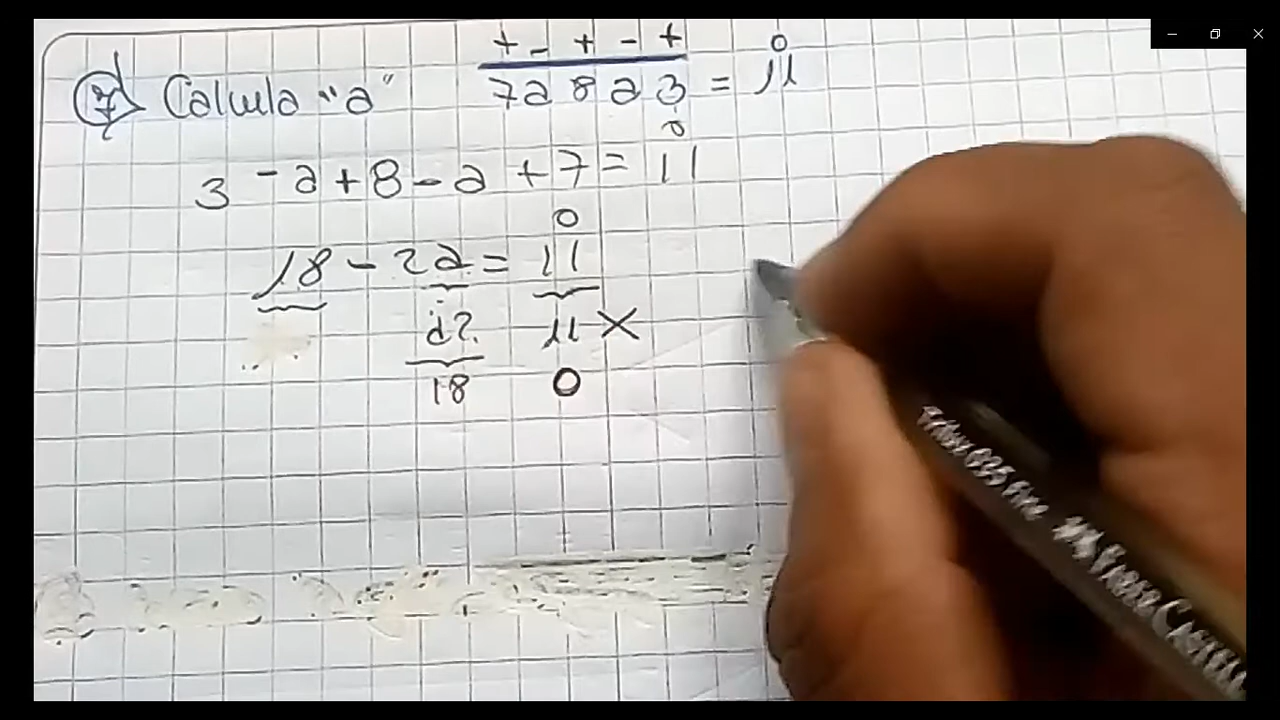 + - + - + o
7) Calcula "a" 7a8a3 = 11
o
3 - a + 8 - a + 7 = 11
o
18 - 2a = 11
¿? 11 X
18 0